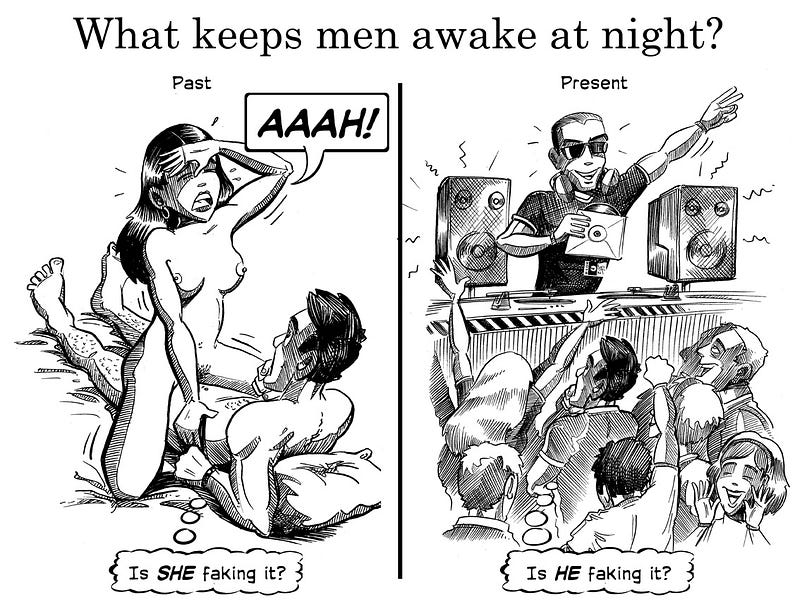 What keeps men awake at night?
Past
Present
AAAH!
Is SHE faking it?
Is HE faking it?